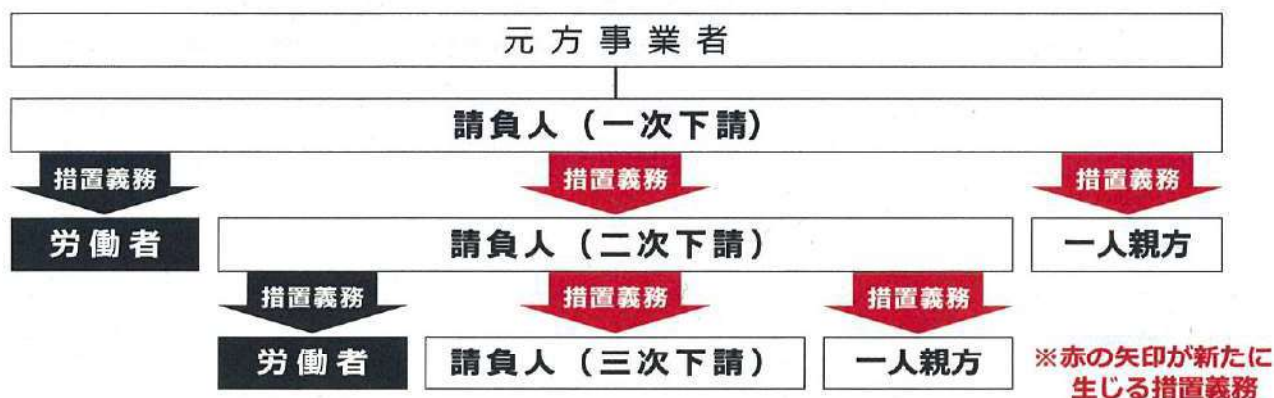 元方事業者
請負人（一次下請）
措置義務 措置義務 措置義務
労働者 請負人（二次下請） 一人親方
措置義務 措置義務 措置義務
労働者 請負人（三次下請） 一人親方
※赤の矢印が新たに
生じる措置義務